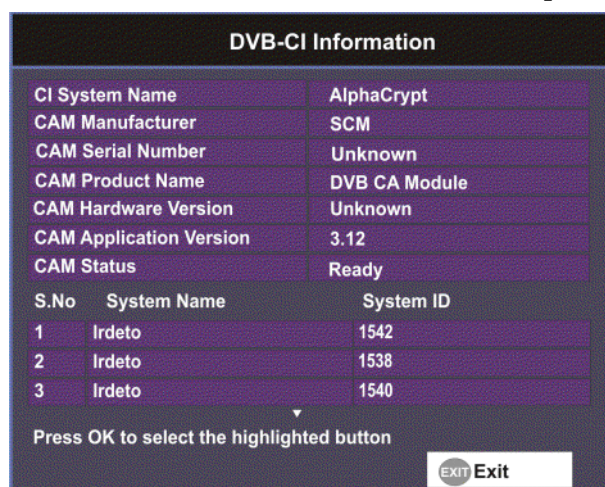 DVB-CI Information
CI System Name AlphaCrypt
CAM Manufacturer SCM
CAM Serial Number Unknown
CAM Product Name DVB CA Module
CAM Hardware Version Unknown
CAM Application Version 3.12
CAM Status Ready
S.No System Name System ID
1 Irdeto 1542
2 Irdeto 1538
3 Irdeto 1540
Press OK to select the highlighted button
EXIT Exit